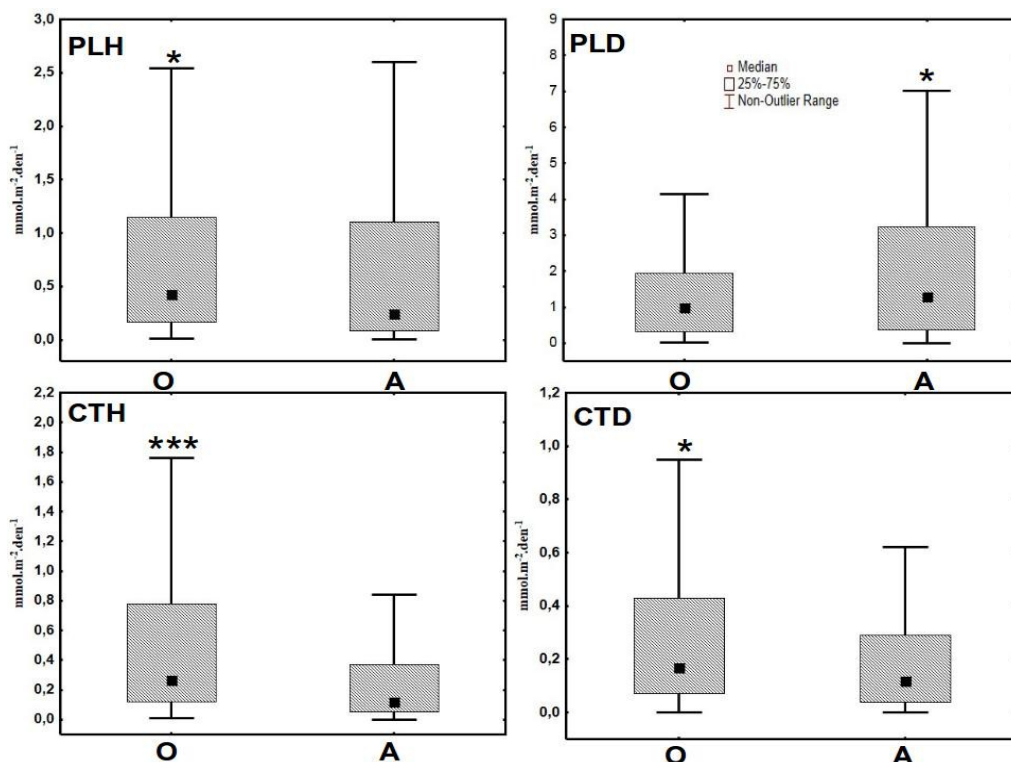 PLH
*
3,0
2,5
2,0
1,5
1,0
0,5
0,0
mmol.m⁻².den⁻¹
O
A
PLD
Median
25%-75%
Non-Outlier Range
*
9
8
7
6
5
4
3
2
1
0
mmol.m⁻².den⁻¹
O
A
CTH
***
2,2
2,0
1,8
1,6
1,4
1,2
1,0
0,8
0,6
0,4
0,2
0,0
mmol.m⁻².den⁻¹
O
A
CTD
*
1,2
1,0
0,8
0,6
0,4
0,2
0,0
mmol.m⁻².den⁻¹
O
A